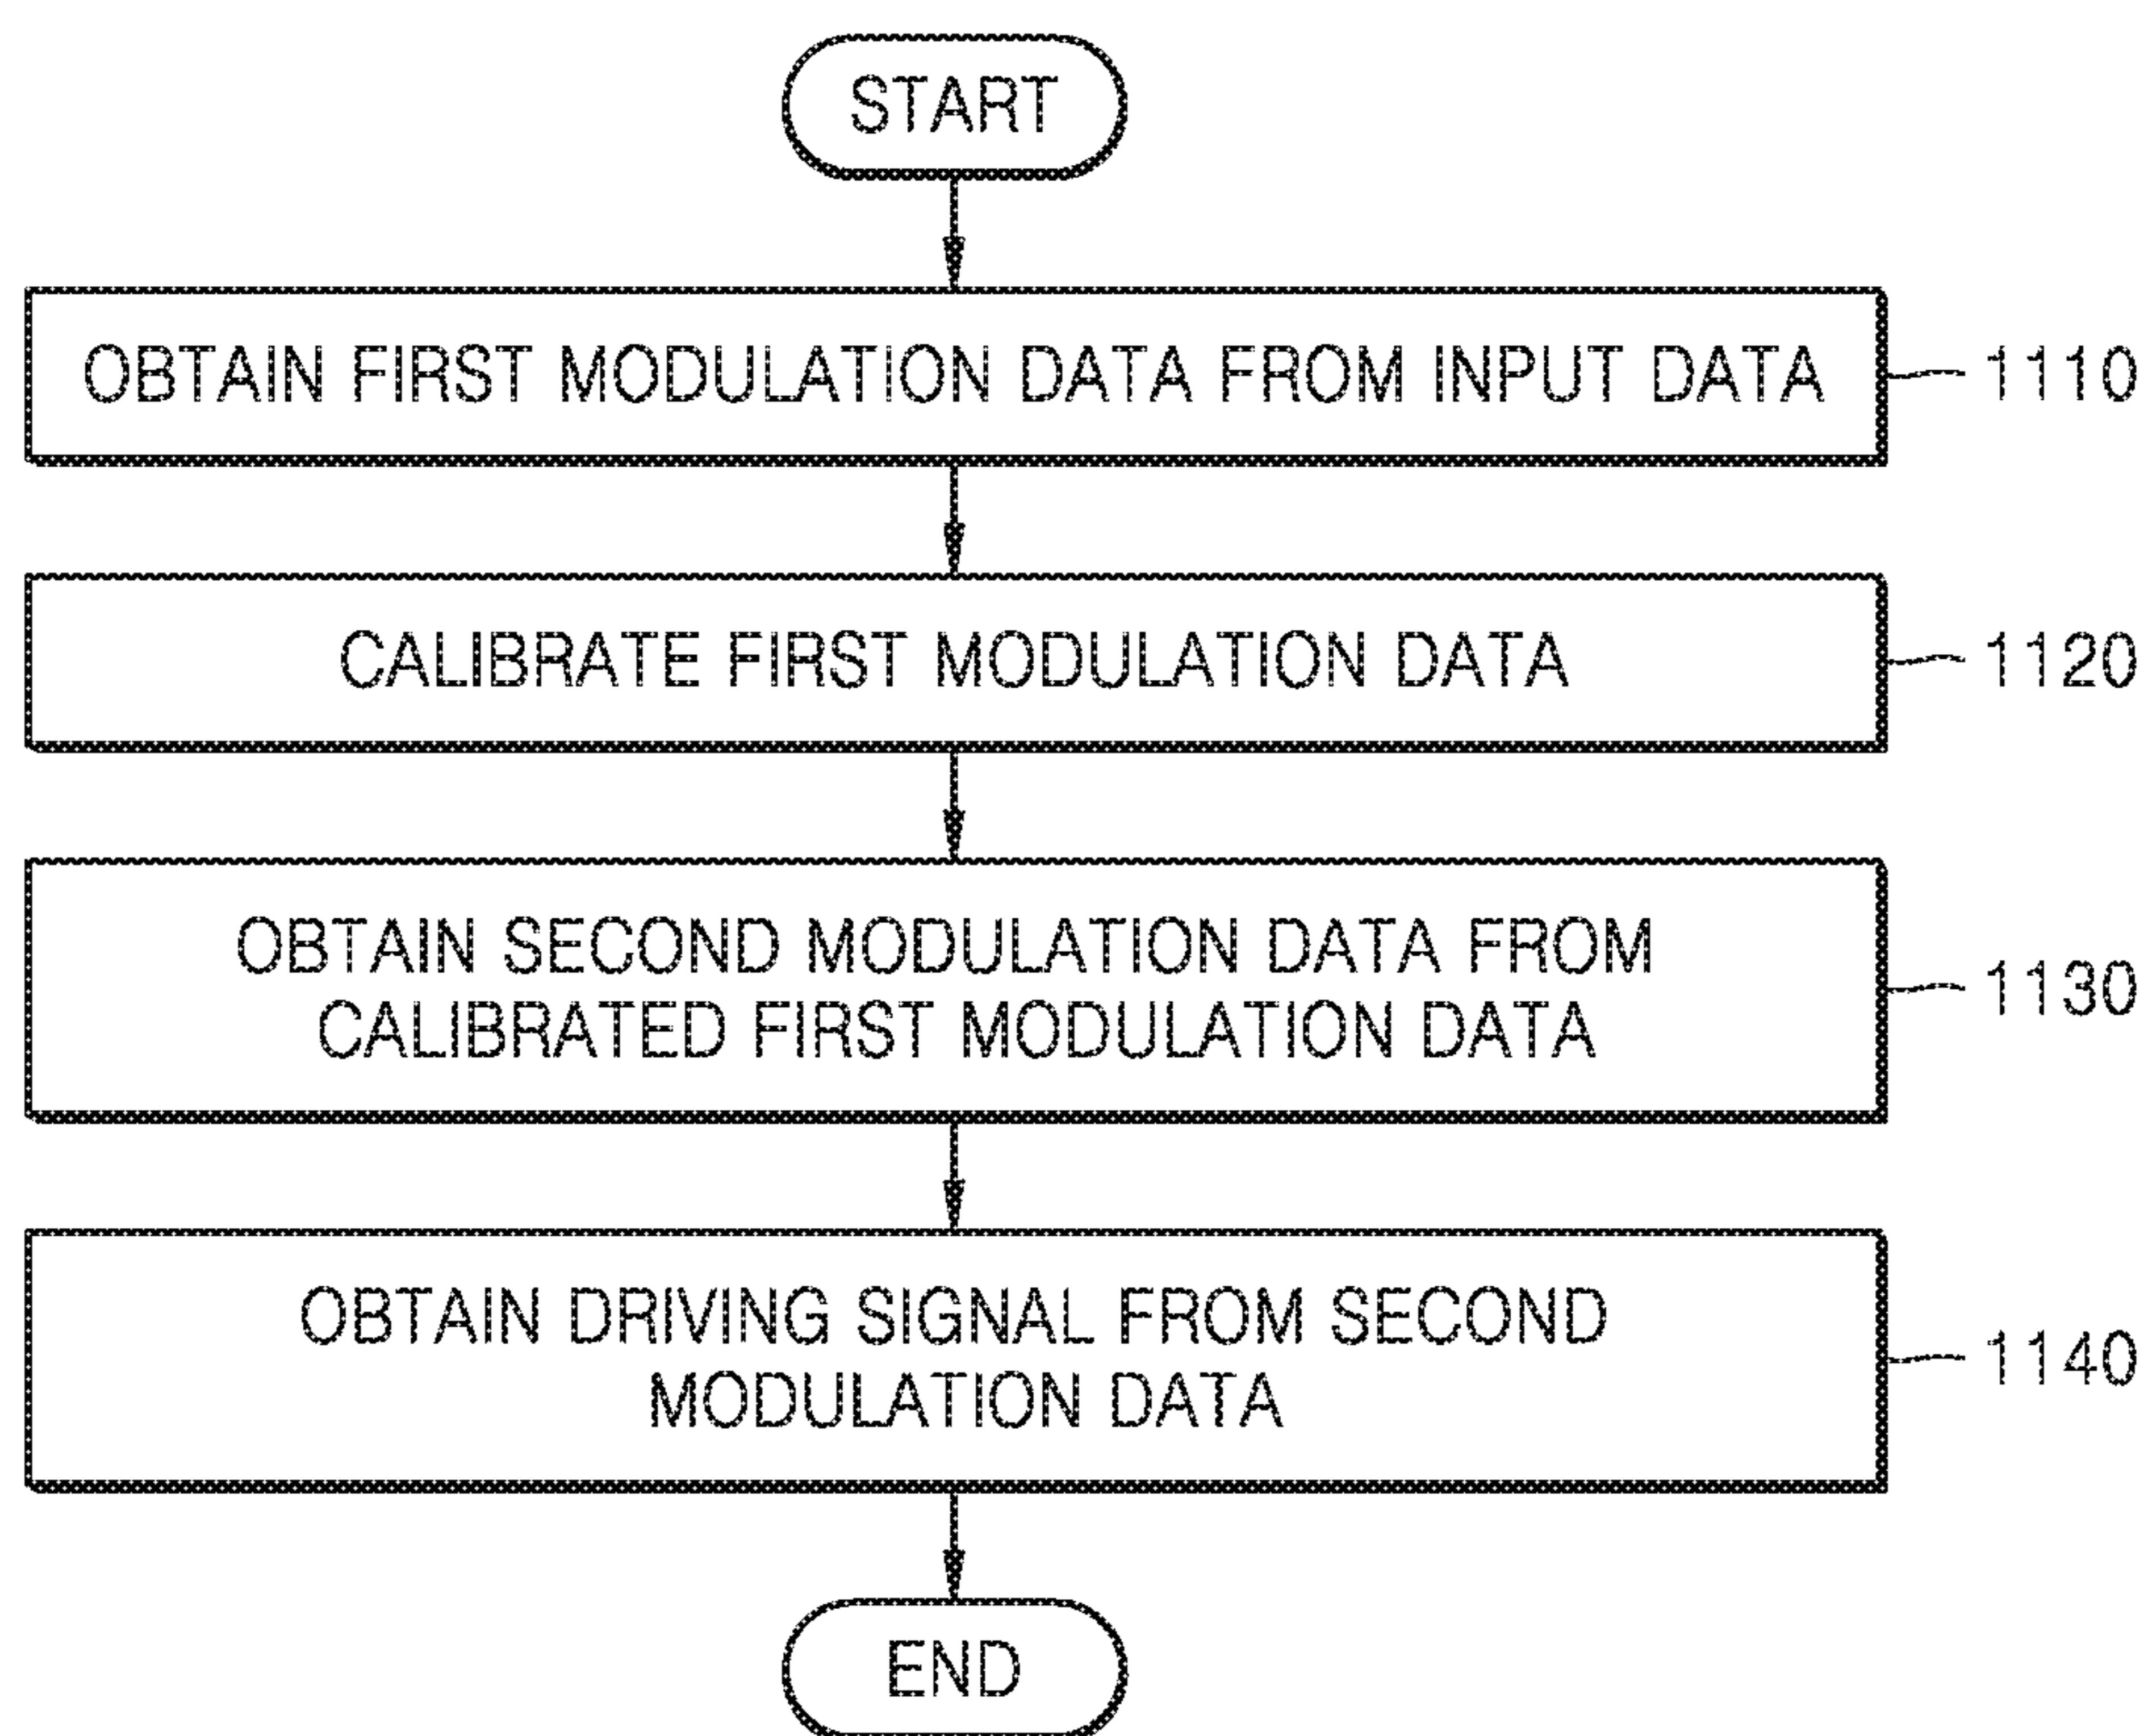 START
OBTAIN FIRST MODULATION DATA FROM INPUT DATA
1110
CALIBRATE FIRST MODULATION DATA
1120
OBTAIN SECOND MODULATION DATA FROM
CALIBRATED FIRST MODULATION DATA
1130
OBTAIN DRIVING SIGNAL FROM SECOND
MODULATION DATA
1140
END